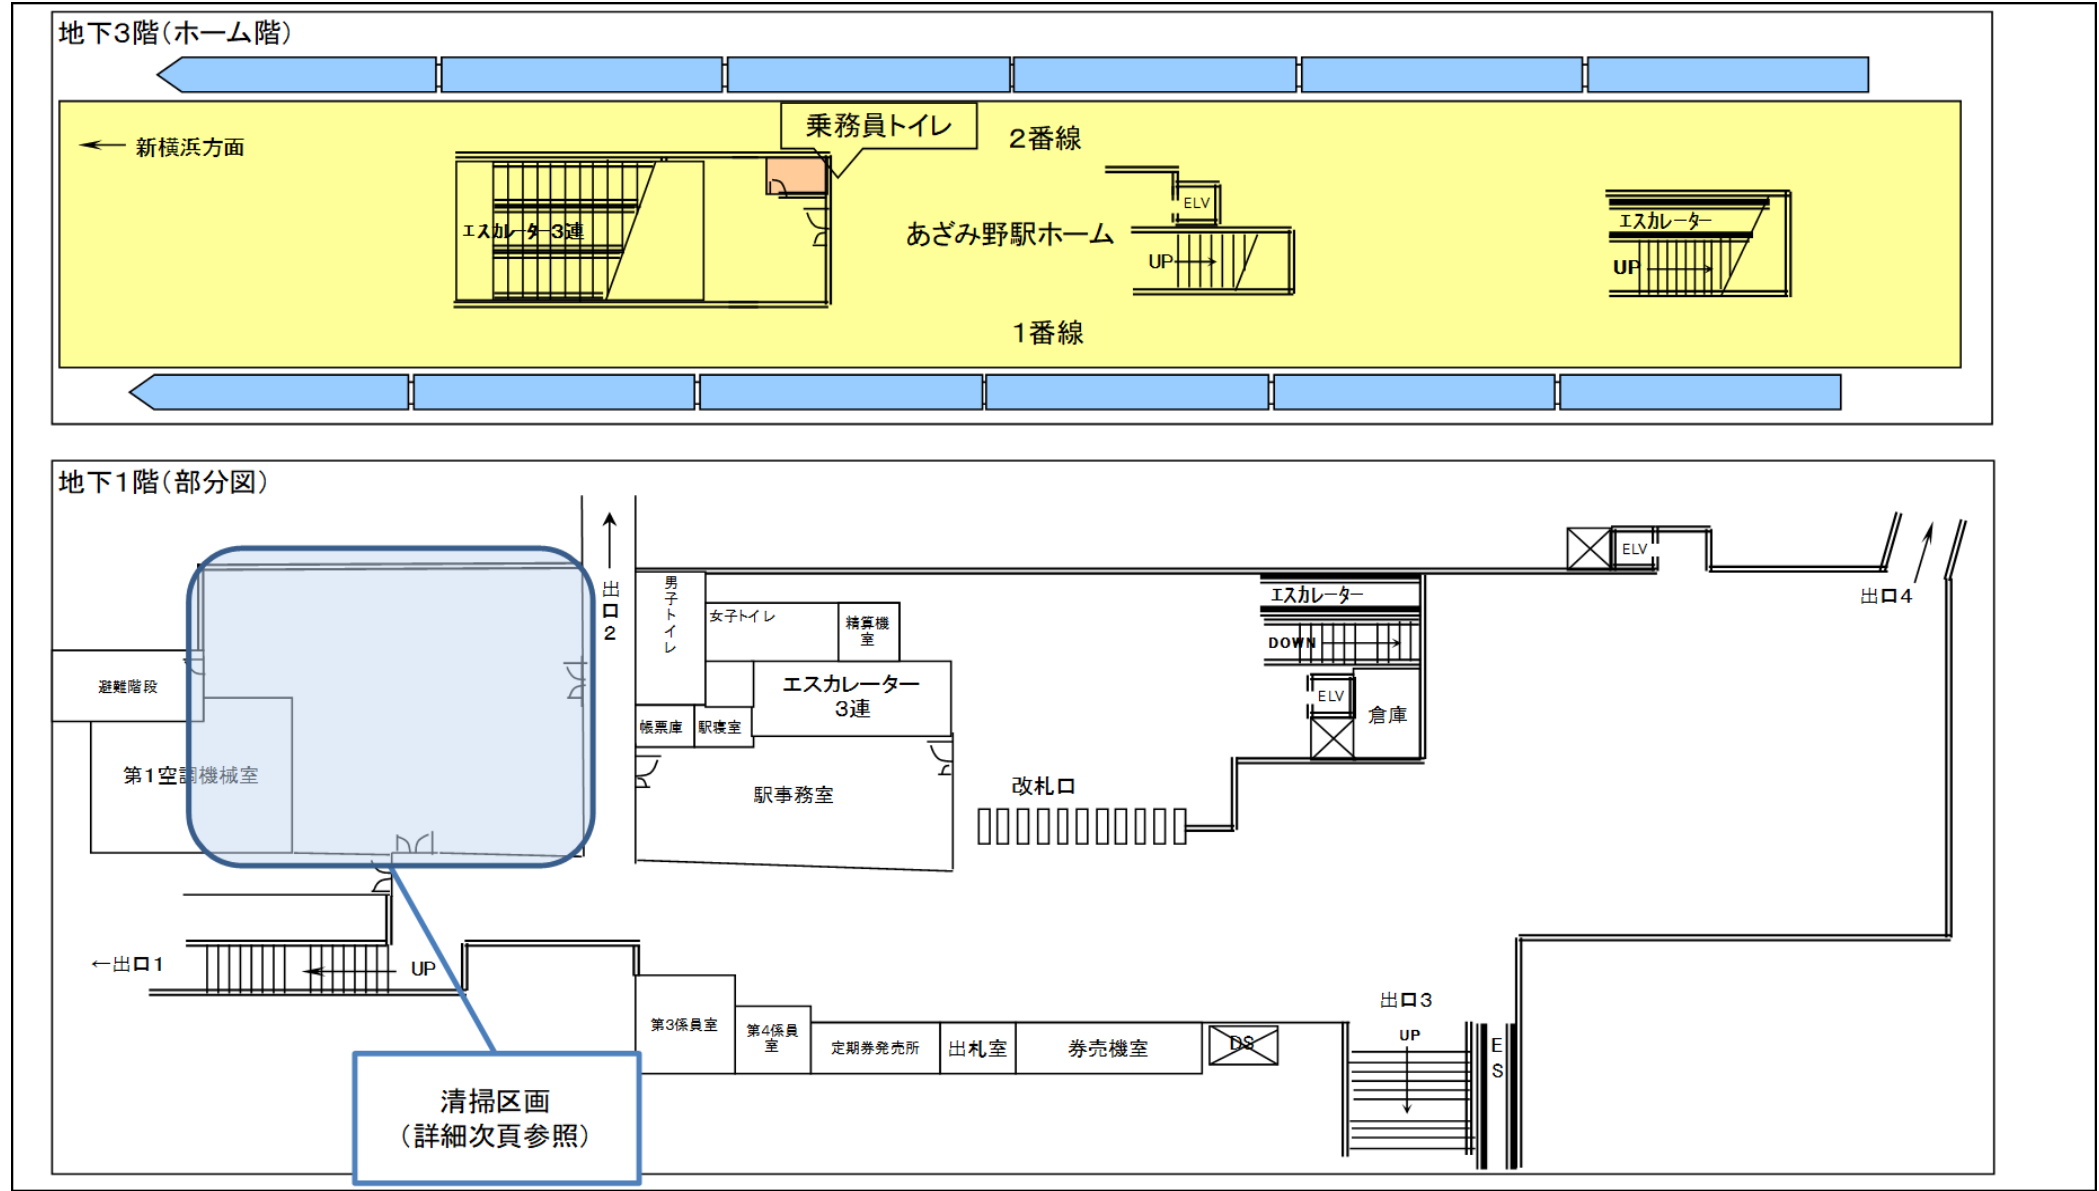 地下3階(ホーム階)
乗務員トイレ
2番線
新横浜方面
ELV
エスカレーター
エスカレーター3連
あざみ野駅ホーム
UP
UP
1番線
地下1階(部分図)
出口2
男子トイレ
女子トイレ
精算機
室
ELV
エスカレーター
出口4
DOWN
避難階段
エスカレーター
3連
ELV
倉庫
帳票庫
駅寝室
第1空調機械室
駅事務室
改札口
←出口1
UP
出口3
第3係員室
第4係員
室
定期券発売所
出札室
券売機室
DS
UP
ES
清掃区画
(詳細次頁参照)